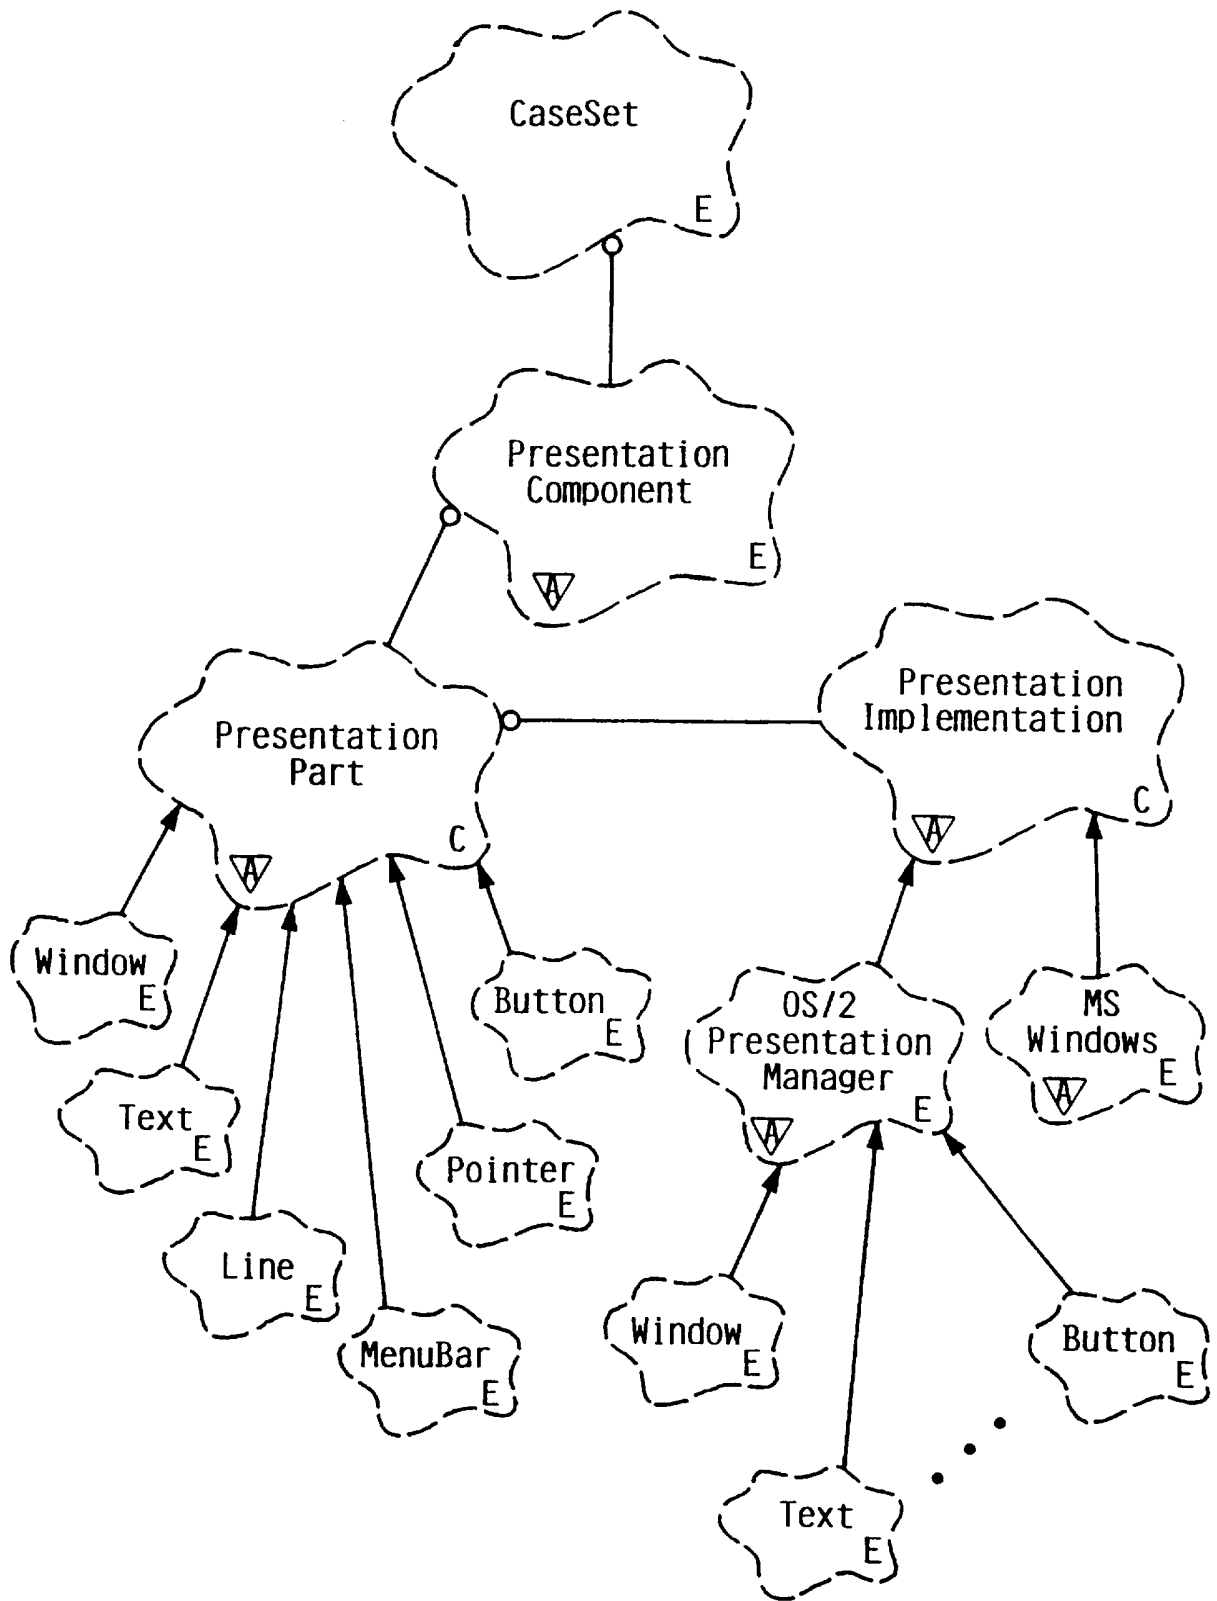 CaseSet
E
Presentation
Component
E
A
Presentation
Part
C
A
Presentation
Implementation
C
A
Window
E
Button
E
OS/2
Presentation
Manager
E
A
MS
Windows
E
A
Text
E
Pointer
E
Line
E
MenuBar
E
Window
E
Button
E
Text
E